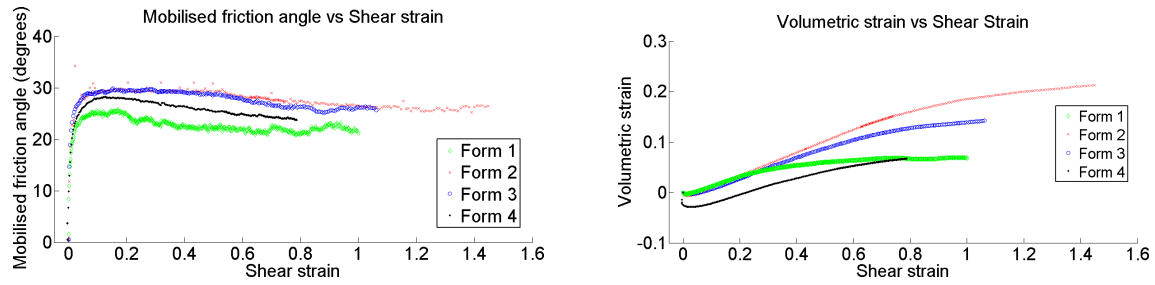 Mobilised friction angle vs Shear strain
Mobilised friction angle (degrees)
40
30
20
10
0
0 0.2 0.4 0.6 0.8 1 1.2 1.4 1.6
Shear strain
Form 1
Form 2
Form 3
Form 4
Volumetric strain vs Shear Strain
Volumetric strain
0.3
0.2
0.1
0
-0.1
0 0.2 0.4 0.6 0.8 1 1.2 1.4 1.6
Shear strain
Form 1
Form 2
Form 3
Form 4